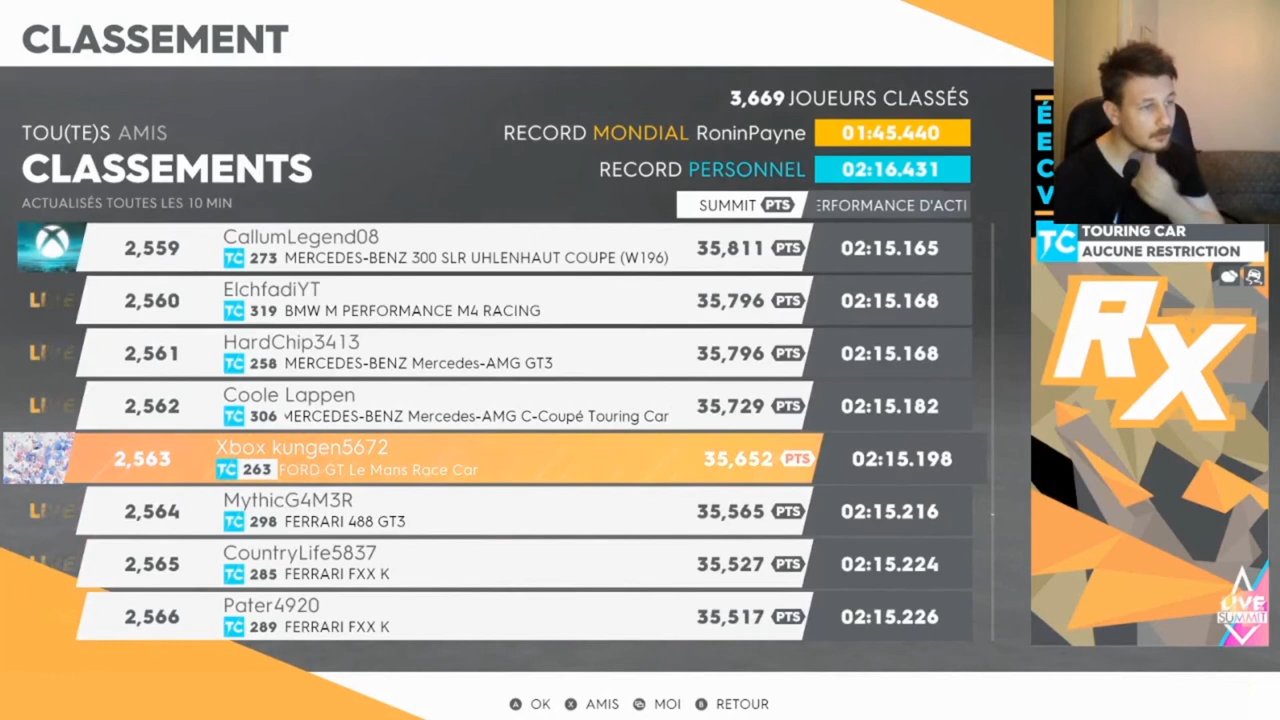 CLASSEMENT
3,669 JOUEURS CLASSÉS
TOU(TE)S AMIS
RECORD MONDIAL RoninPayne 01:45.440
CLASSEMENTS
RECORD PERSONNEL 02:16.431
ACTUALISÉS TOUTES LES 10 MIN
SUMMIT PTS ERFORMANCE D'ACTI
2,559 CallumLegend08 35,811 PTS 02:15.165
TC 273 MERCEDES-BENZ 300 SLR UHLENHAUT COUPE (W196)
2,560 ElchfadiYT 35,796 PTS 02:15.168
TC 319 BMW M PERFORMANCE M4 RACING
2,561 HardChip3413 35,796 PTS 02:15.168
TC 258 MERCEDES-BENZ Mercedes-AMG GT3
2,562 Coole Lappen 35,729 PTS 02:15.182
TC 306 MERCEDES-BENZ Mercedes-AMG C-Coupé Touring Car
2,563 Xbox kungen5672 35,652 PTS 02:15.198
TC 263 FORD GT Le Mans Race Car
2,564 MythicG4M3R 35,565 PTS 02:15.216
TC 298 FERRARI 488 GT3
2,565 CountryLife5837 35,527 PTS 02:15.224
TC 285 FERRARI FXX K
2,566 Pater4920 35,517 PTS 02:15.226
TC 289 FERRARI FXX K
É
E
C
V
TC TOURING CAR
AUCUNE RESTRICTION
RX
LIVE
SUMMIT
A OK X AMIS MOI B RETOUR